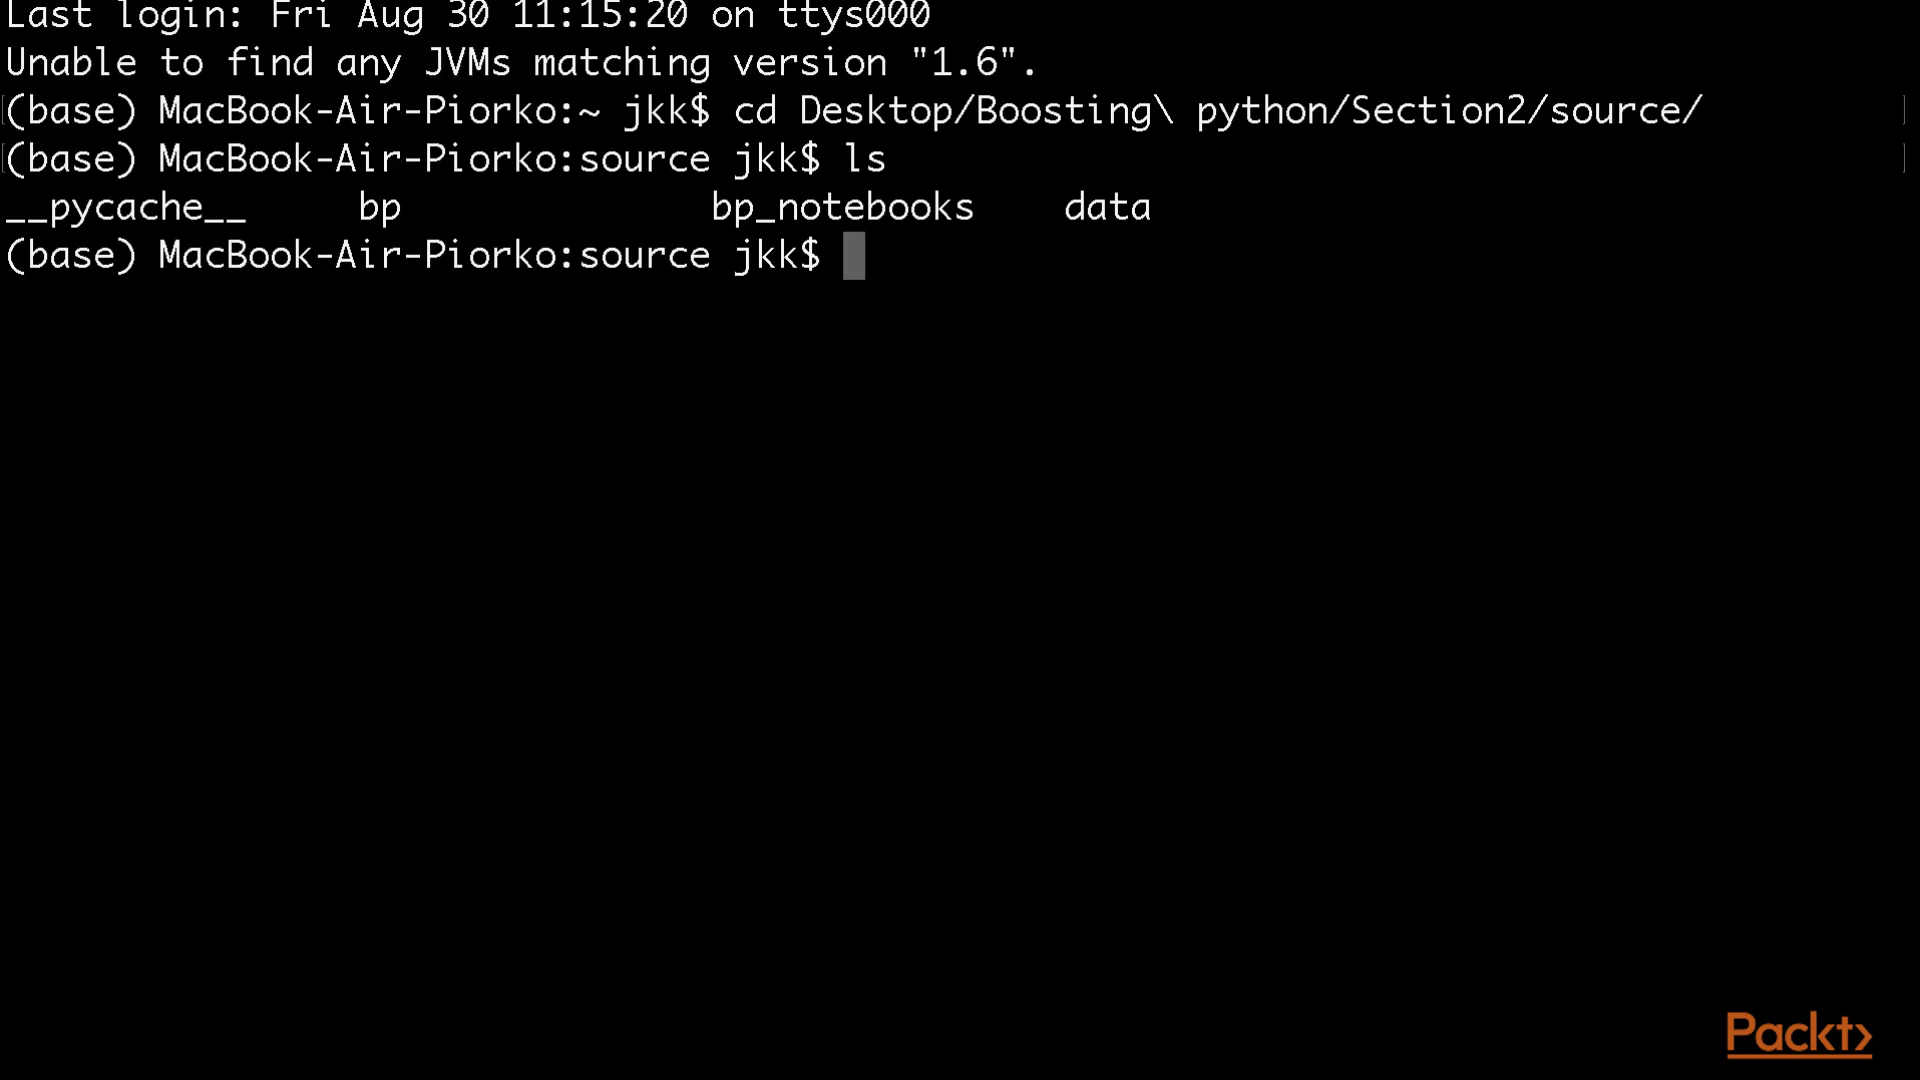 Last login: Fri Aug 30 11:15:20 on ttys000
Unable to find any JVMs matching version "1.6".
(base) MacBook-Air-Piorko:~ jkk$ cd Desktop/Boosting\ python/Section2/source/
(base) MacBook-Air-Piorko:source jkk$ ls
__pycache__ bp bp_notebooks data
(base) MacBook-Air-Piorko:source jkk$
Packt>